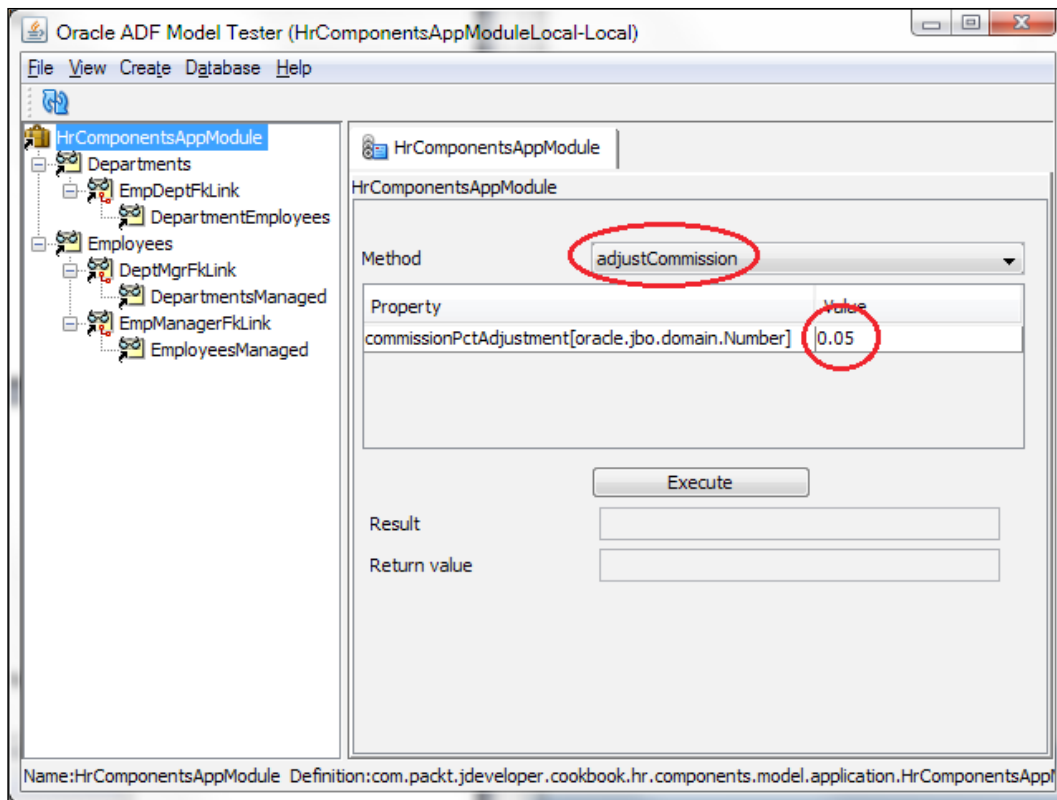 Oracle ADF Model Tester (HrComponentsAppModuleLocal-Local)
File View Create Database Help
HrComponentsAppModule
Departments
EmpDeptFkLink
DepartmentEmployees
Employees
DeptMgrFkLink
DepartmentsManaged
EmpManagerFkLink
EmployeesManaged
HrComponentsAppModule
HrComponentsAppModule
Method adjustCommission
Property Value
commissionPctAdjustment[oracle.jbo.domain.Number] 0.05
Execute
Result
Return value
Name:HrComponentsAppModule Definition:com.packt.jdeveloper.cookbook.hr.components.model.application.HrComponentsAppM